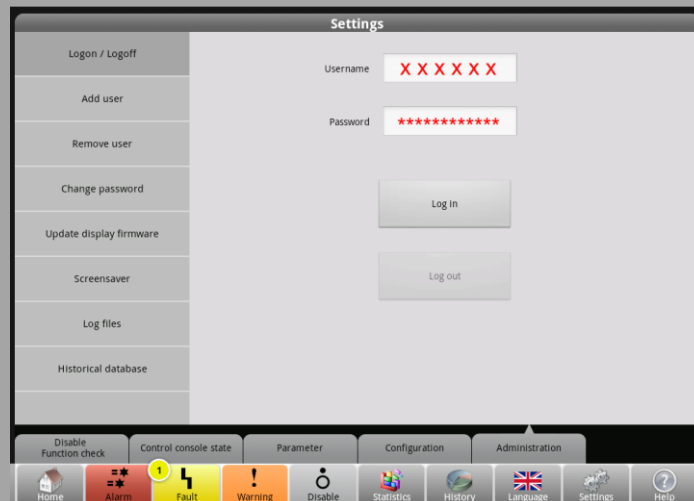 Settings
Logon / Logoff
Add user
Remove user
Change password
Update display firmware
Screensaver
Log files
Historical database
Username
X X X X X X
Password
************
Log in
Log out
Disable
Function check
Control console state
Parameter
Configuration
Administration
Home
Alarm
1
Fault
!
Warning
Disable
Statistics
History
Language
Settings
?
Help